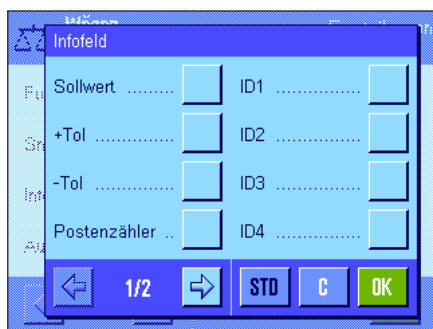 Infofeld
Sollwert ......... ID1 ...............
+Tol .............. ID2 ...............
-Tol .............. ID3 ...............
Postenzähler .. ID4 ...............
1/2 STD C OK